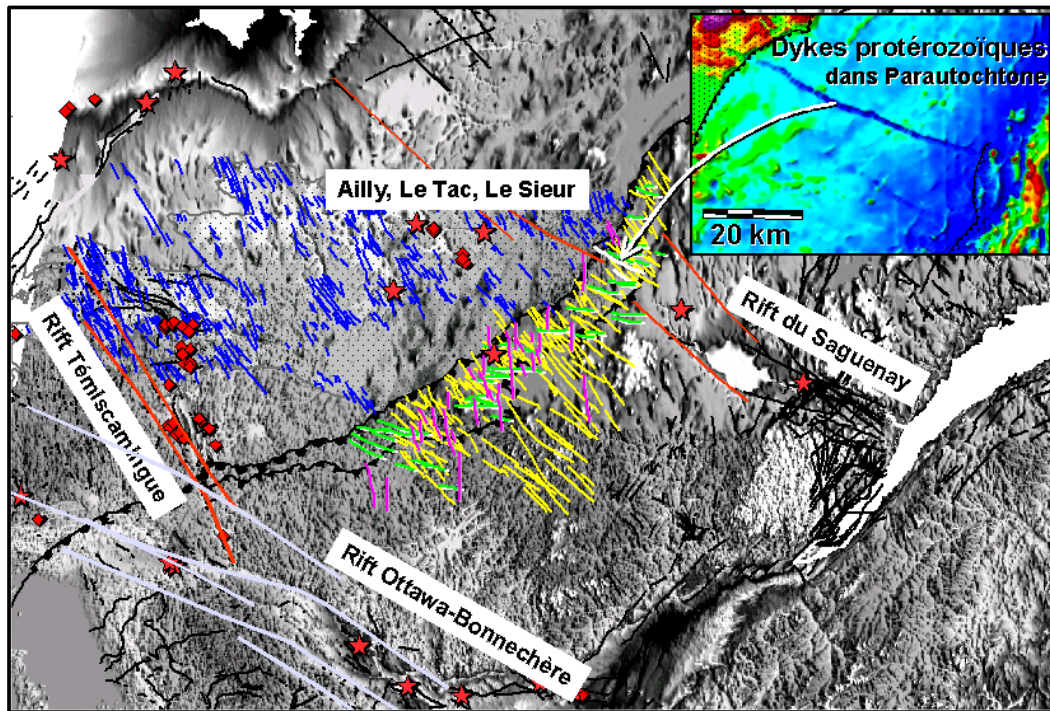 Dykes protérozoïques
dans Parautochtone
20 km
Ailly, Le Tac, Le Sieur
Rift du Saguenay
Rift Témiscamingue
Rift Ottawa-Bonnechère